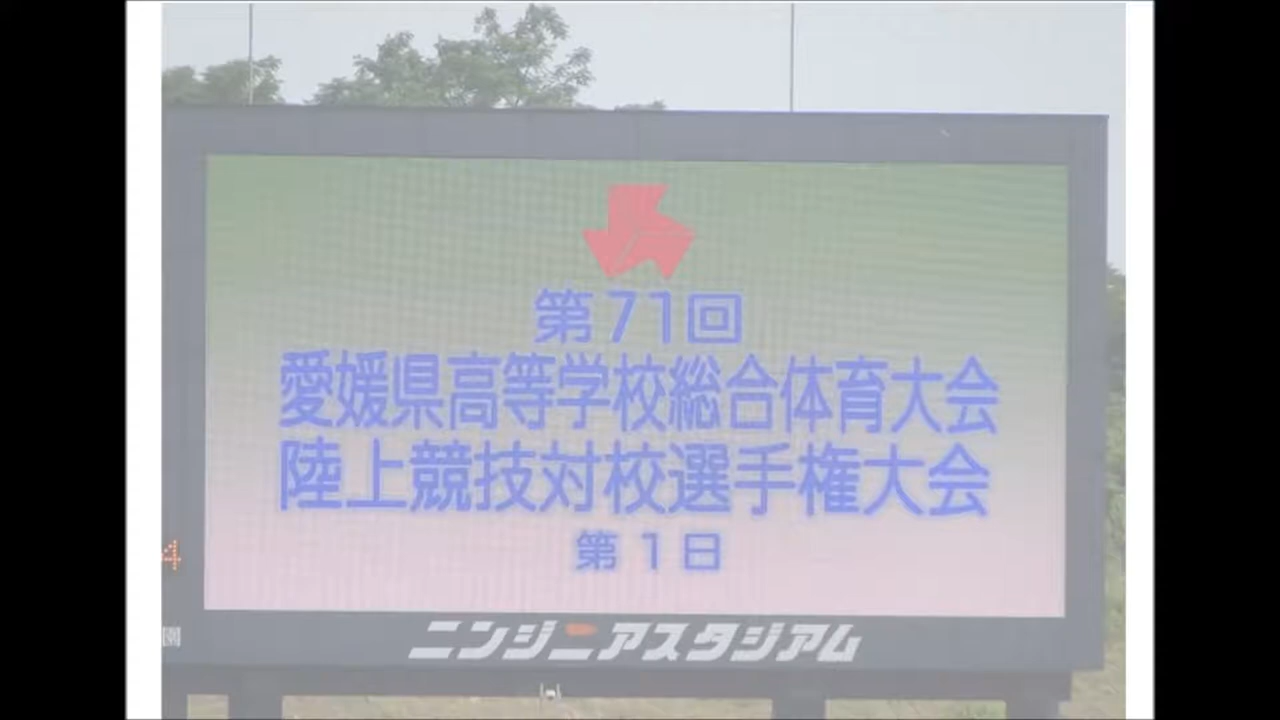 第71回
愛媛県高等学校総合体育大会
陸上競技対校選手権大会
第1日
4
園
ニンジニアスタジアム